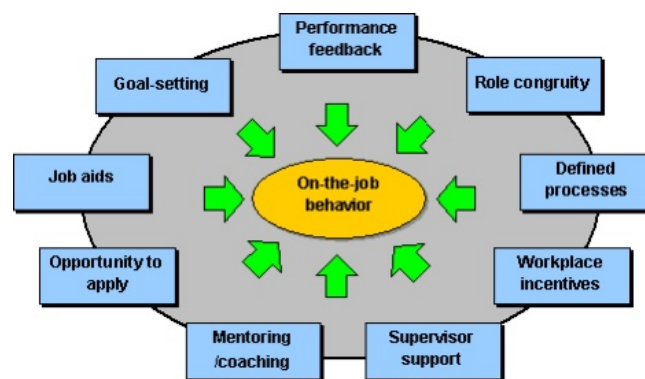 Performance
feedback
Goal-setting
Role congruity
Job aids
On-the-job
behavior
Defined
processes
Opportunity to
apply
Workplace
incentives
Mentoring
/coaching
Supervisor
support